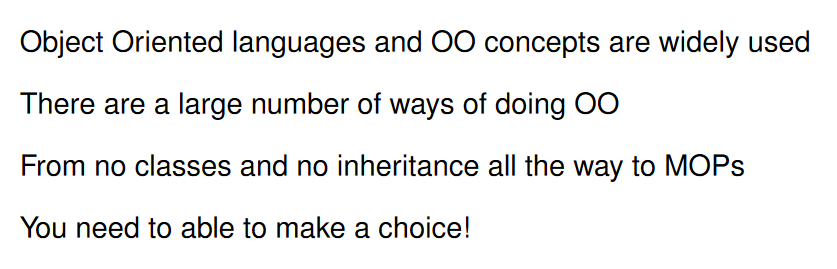 Object Oriented languages and OO concepts are widely used
There are a large number of ways of doing OO
From no classes and no inheritance all the way to MOPs
You need to able to make a choice!